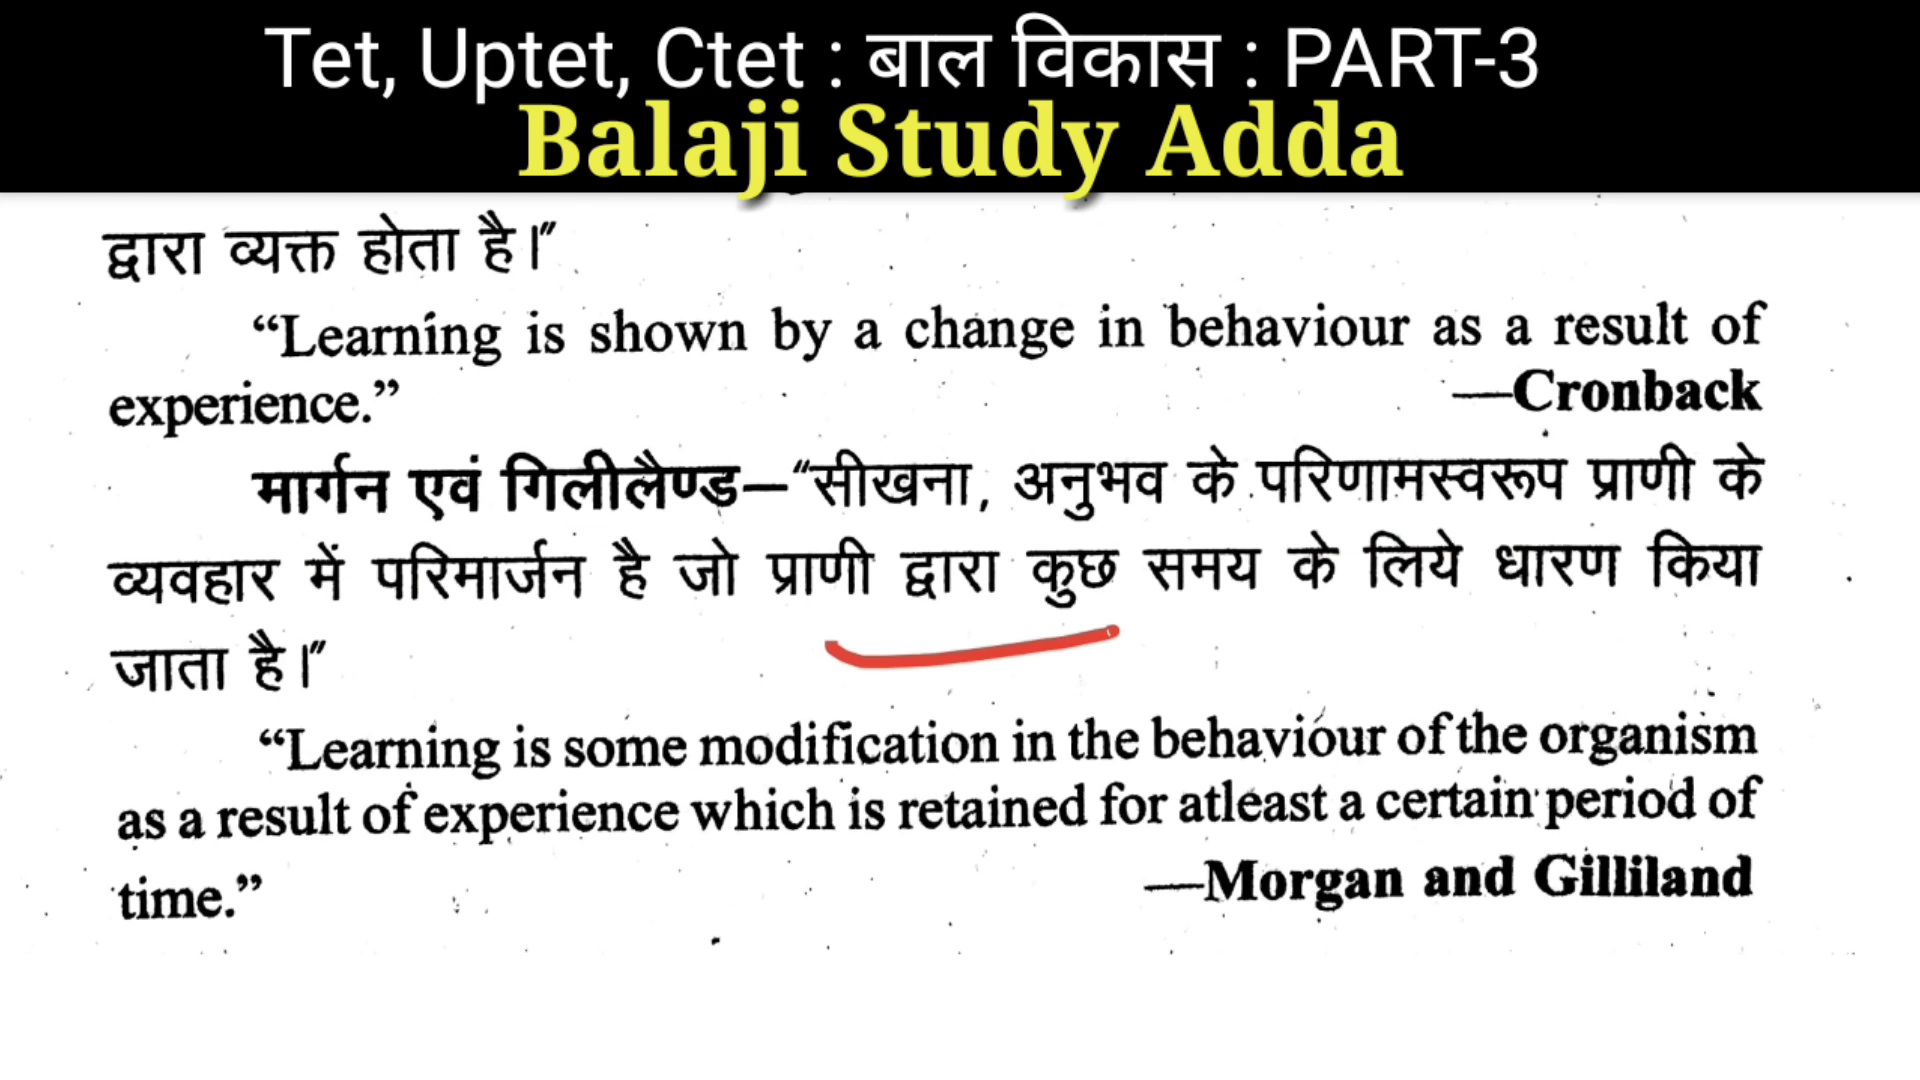 Tet, Uptet, Ctet : बाल विकास : PART-3
Balaji Study Adda
द्वारा व्यक्त होता है।"
“Learning is shown by a change in behaviour as a result of
experience.” —Cronback
मार्गन एवं गिलीलैण्ड—"सीखना, अनुभव के परिणामस्वरूप प्राणी के
व्यवहार में परिमार्जन है जो प्राणी द्वारा कुछ समय के लिये धारण किया
जाता है।"
“Learning is some modification in the behaviour of the organism
as a result of experience which is retained for atleast a certain period of
time.” —Morgan and Gilliland